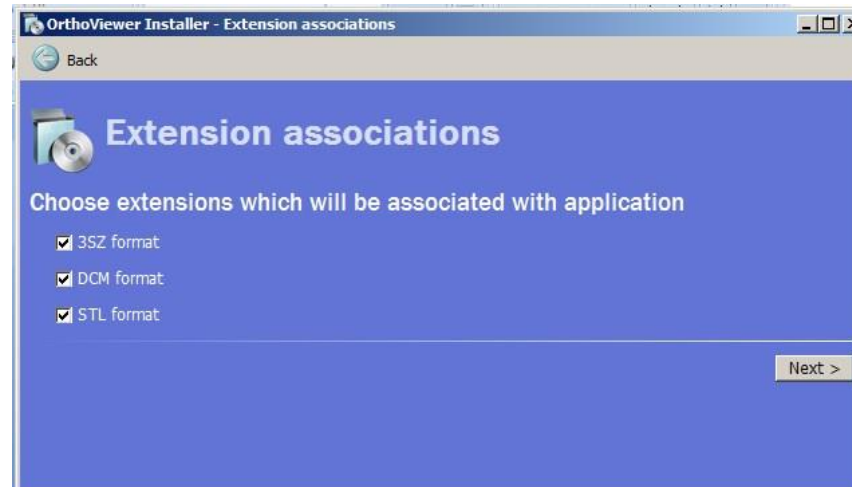 OrthoViewer Installer - Extension associations
Back
Extension associations
Choose extensions which will be associated with application
3SZ format
DCM format
STL format
Next >